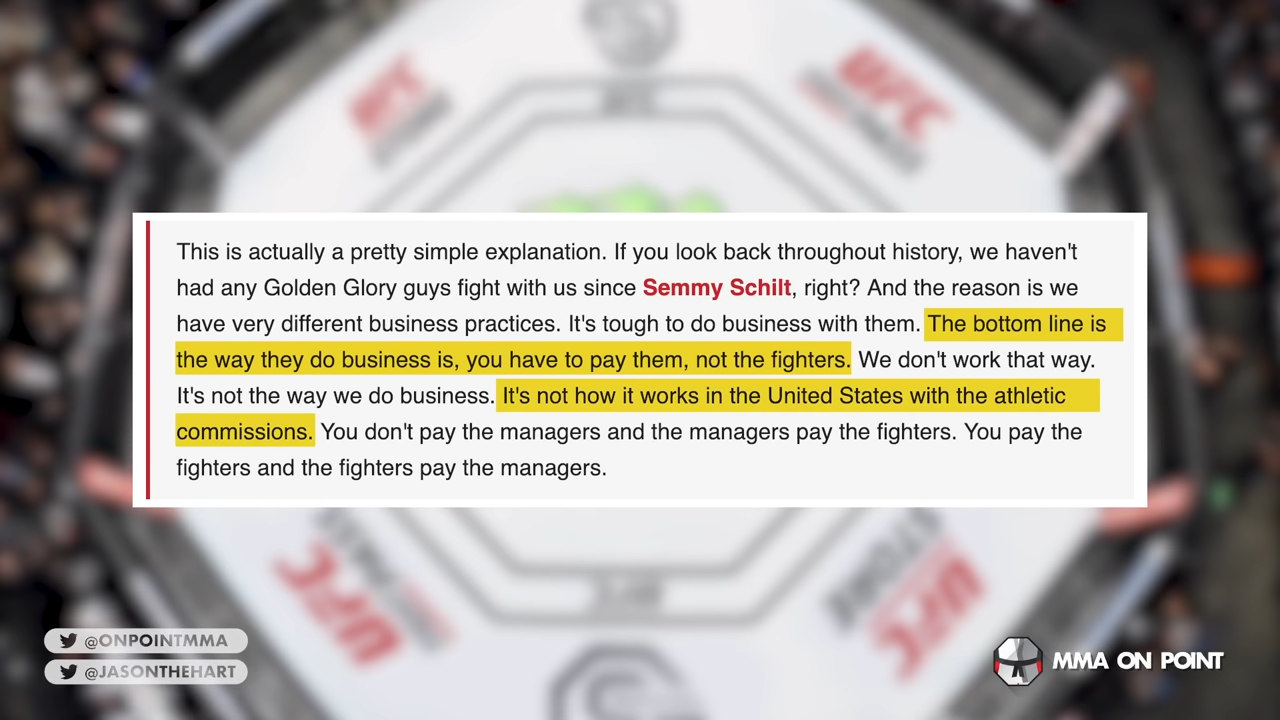 UFC
UFC
This is actually a pretty simple explanation. If you look back throughout history, we haven't
had any Golden Glory guys fight with us since Semmy Schilt, right? And the reason is we
have very different business practices. It's tough to do business with them. The bottom line is
the way they do business is, you have to pay them, not the fighters. We don't work that way.
It's not the way we do business. It's not how it works in the United States with the athletic
commissions. You don't pay the managers and the managers pay the fighters. You pay the
fighters and the fighters pay the managers.
UFC
UFC
@ONPOINTMMA
@JASONTHEHART
MMA ON POINT